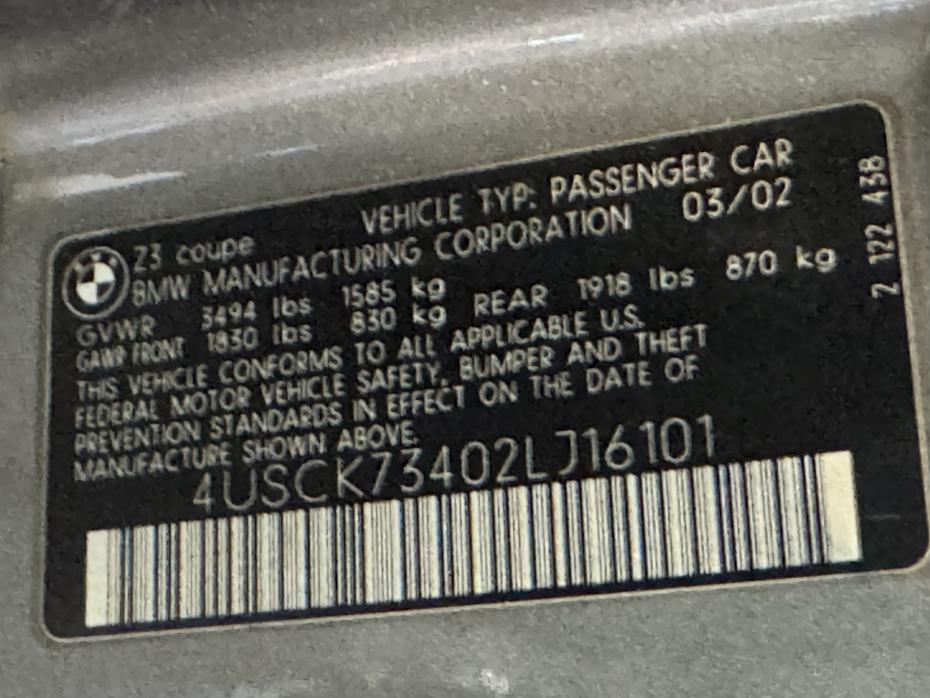 Z3 coupe VEHICLE TYP: PASSENGER CAR
BMW MANUFACTURING CORPORATION 03/02
GVWR 3494 lbs 1585 kg
GAWR FRONT 1830 lbs 830 kg REAR 1918 lbs 870 kg
THIS VEHICLE CONFORMS TO ALL APPLICABLE U.S.
FEDERAL MOTOR VEHICLE SAFETY, BUMPER AND THEFT
PREVENTION STANDARDS IN EFFECT ON THE DATE OF
MANUFACTURE SHOWN ABOVE.
4USCK73402LJ16101
2 122 438